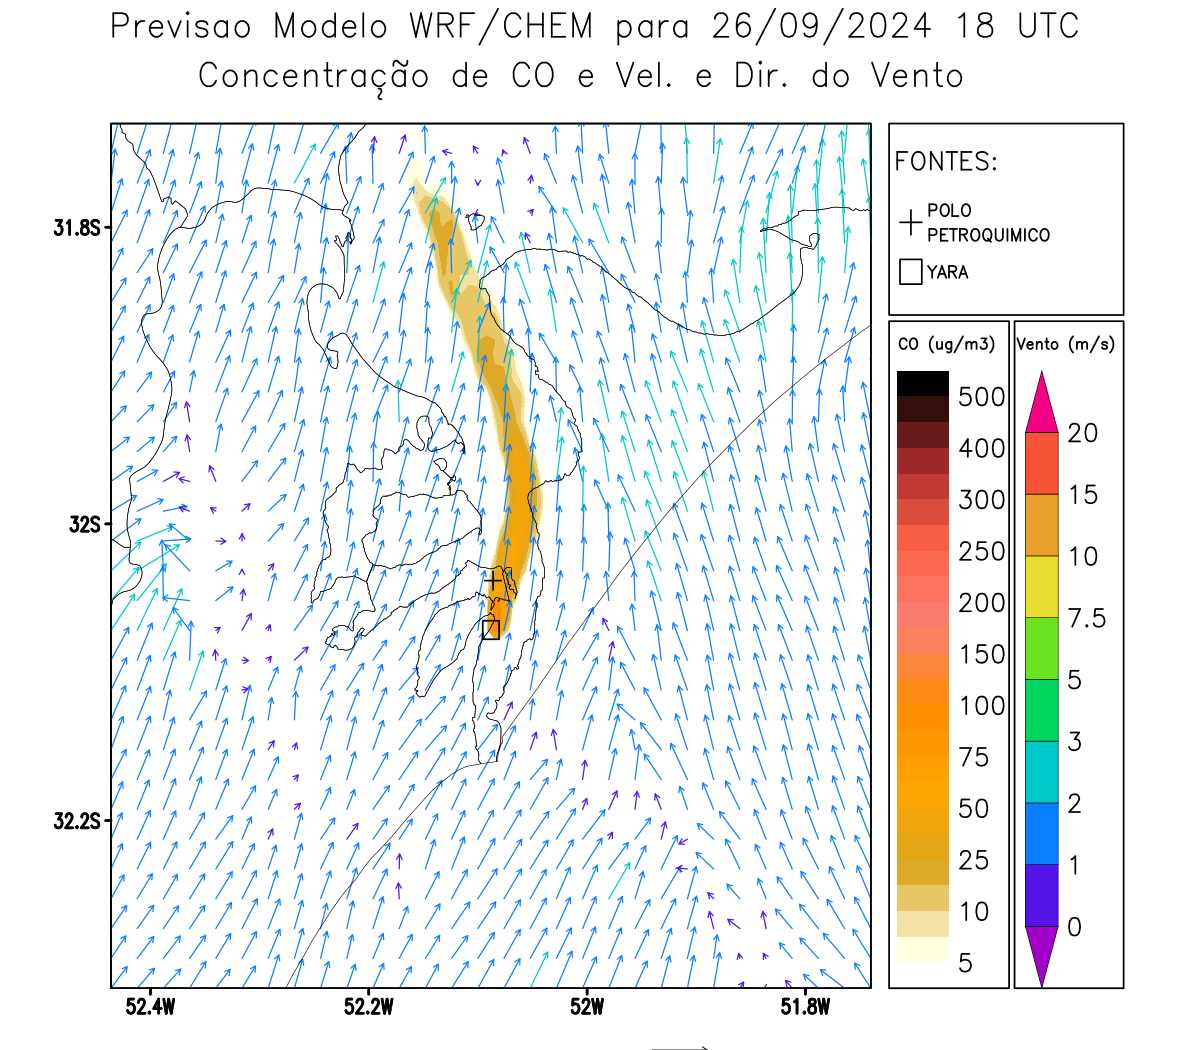 Previsao Modelo WRF/CHEM para 26/09/2024 18 UTC
Concentração de CO e Vel. e Dir. do Vento
FONTES:
POLO
PETROQUIMICO
YARA
CO (ug/m3)
500
400
300
250
200
150
100
75
50
25
10
5
Vento (m/s)
20
15
10
7.5
5
3
2
1
0
31.8S
32S
32.2S
52.4W
52.2W
52W
51.8W